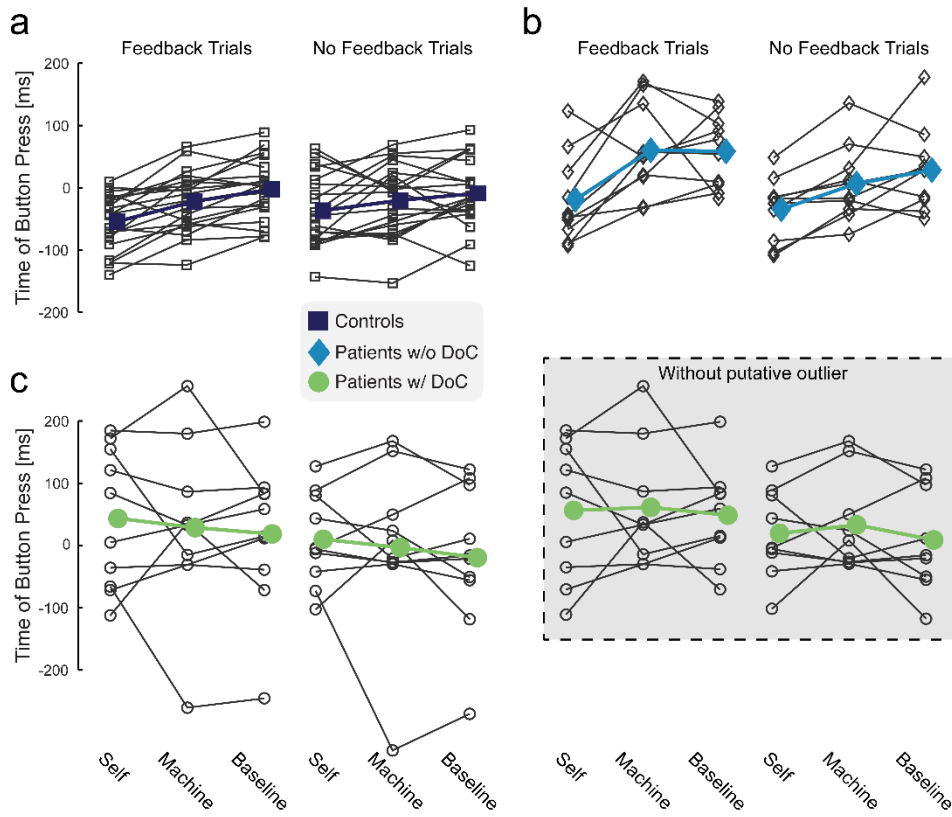 a
b
Feedback Trials
No Feedback Trials
Feedback Trials
No Feedback Trials
Time of Button Press [ms]
200
100
0
-100
-200
Controls
Patients w/o DoC
Patients w/ DoC
c
Without putative outlier
Time of Button Press [ms]
200
100
0
-100
-200
Self
Machine
Baseline
Self
Machine
Baseline
Self
Machine
Baseline
Self
Machine
Baseline